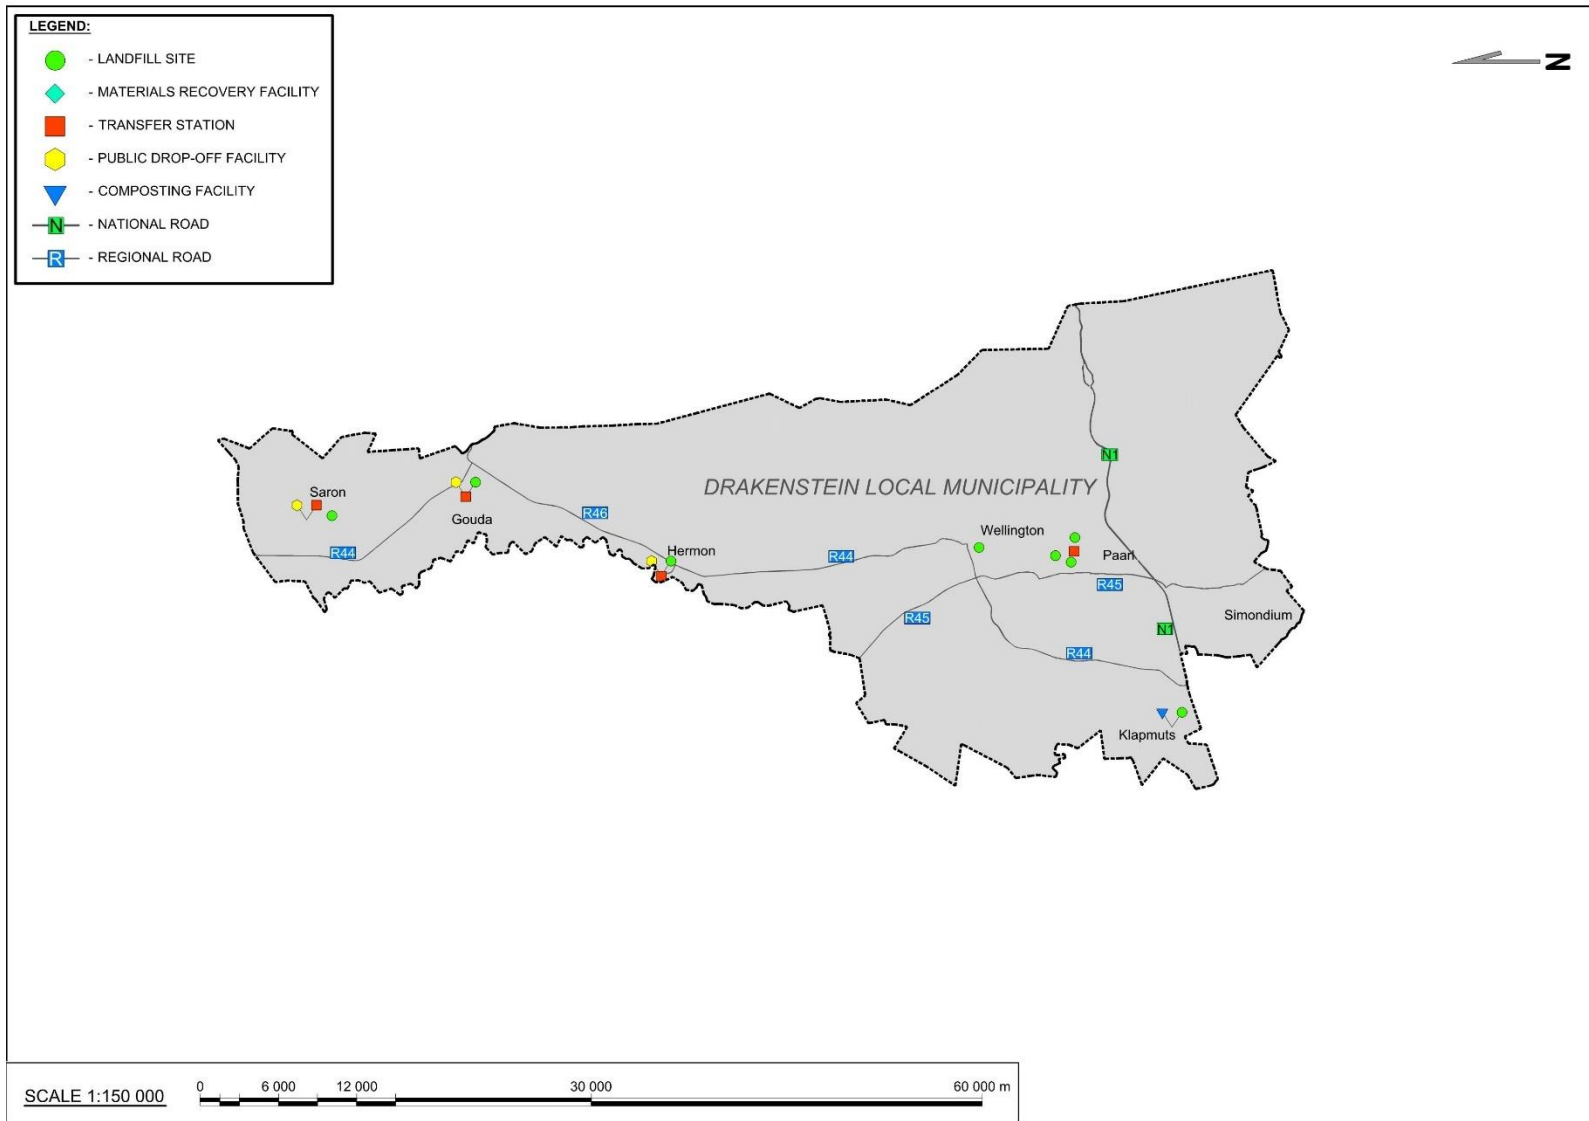 LEGEND:
- LANDFILL SITE
- MATERIALS RECOVERY FACILITY
- TRANSFER STATION
- PUBLIC DROP-OFF FACILITY
- COMPOSTING FACILITY
N - NATIONAL ROAD
R - REGIONAL ROAD
N
N1
DRAKENSTEIN LOCAL MUNICIPALITY
Saron
Gouda
R46
Wellington
R44
Hermon
R44
Paarl
R45
R45
Simondium
N1
R44
Klapmuts
SCALE 1:150 000
0 6 000 12 000 30 000 60 000 m